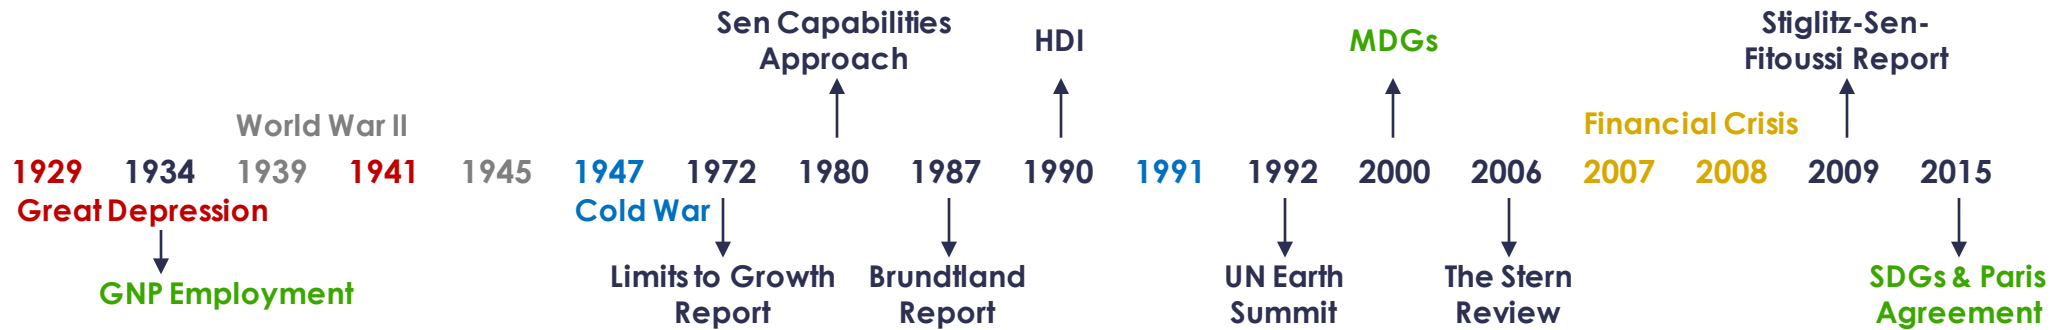 Sen Capabilities
Approach
HDI
MDGs
Stiglitz-Sen-
Fitoussi Report
World War II
Financial Crisis
1929 1934 1939 1941 1945 1947 1972 1980 1987 1990 1991 1992 2000 2006 2007 2008 2009 2015
Great Depression
Cold War
GNP Employment
Limits to Growth
Report
Brundtland
Report
UN Earth
Summit
The Stern
Review
SDGs & Paris
Agreement